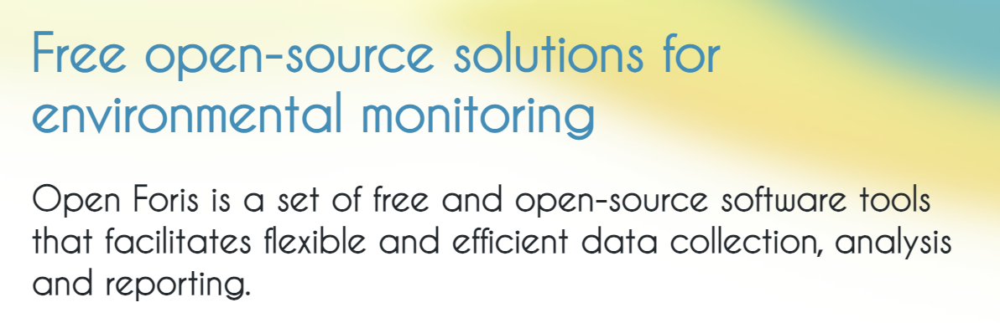 Free open-source solutions for
environmental monitoring
Open Foris is a set of free and open-source software tools
that facilitates flexible and efficient data collection, analysis
and reporting.